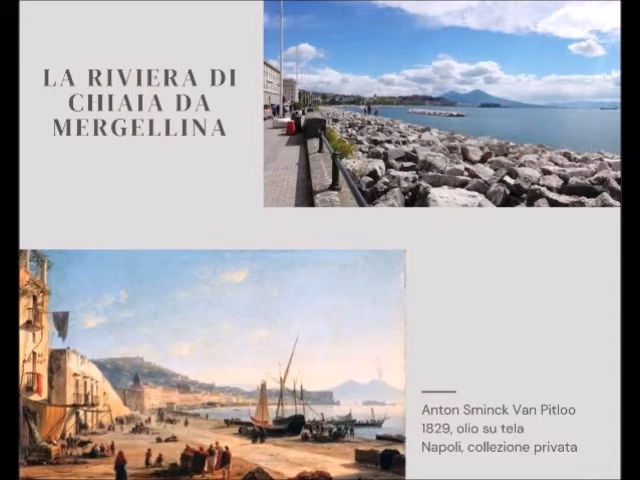 LA RIVIERA DI
CHIAIA DA
MERGELLINA
Anton Sminck Van Pitloo
1829, olio su tela
Napoli, collezione privata